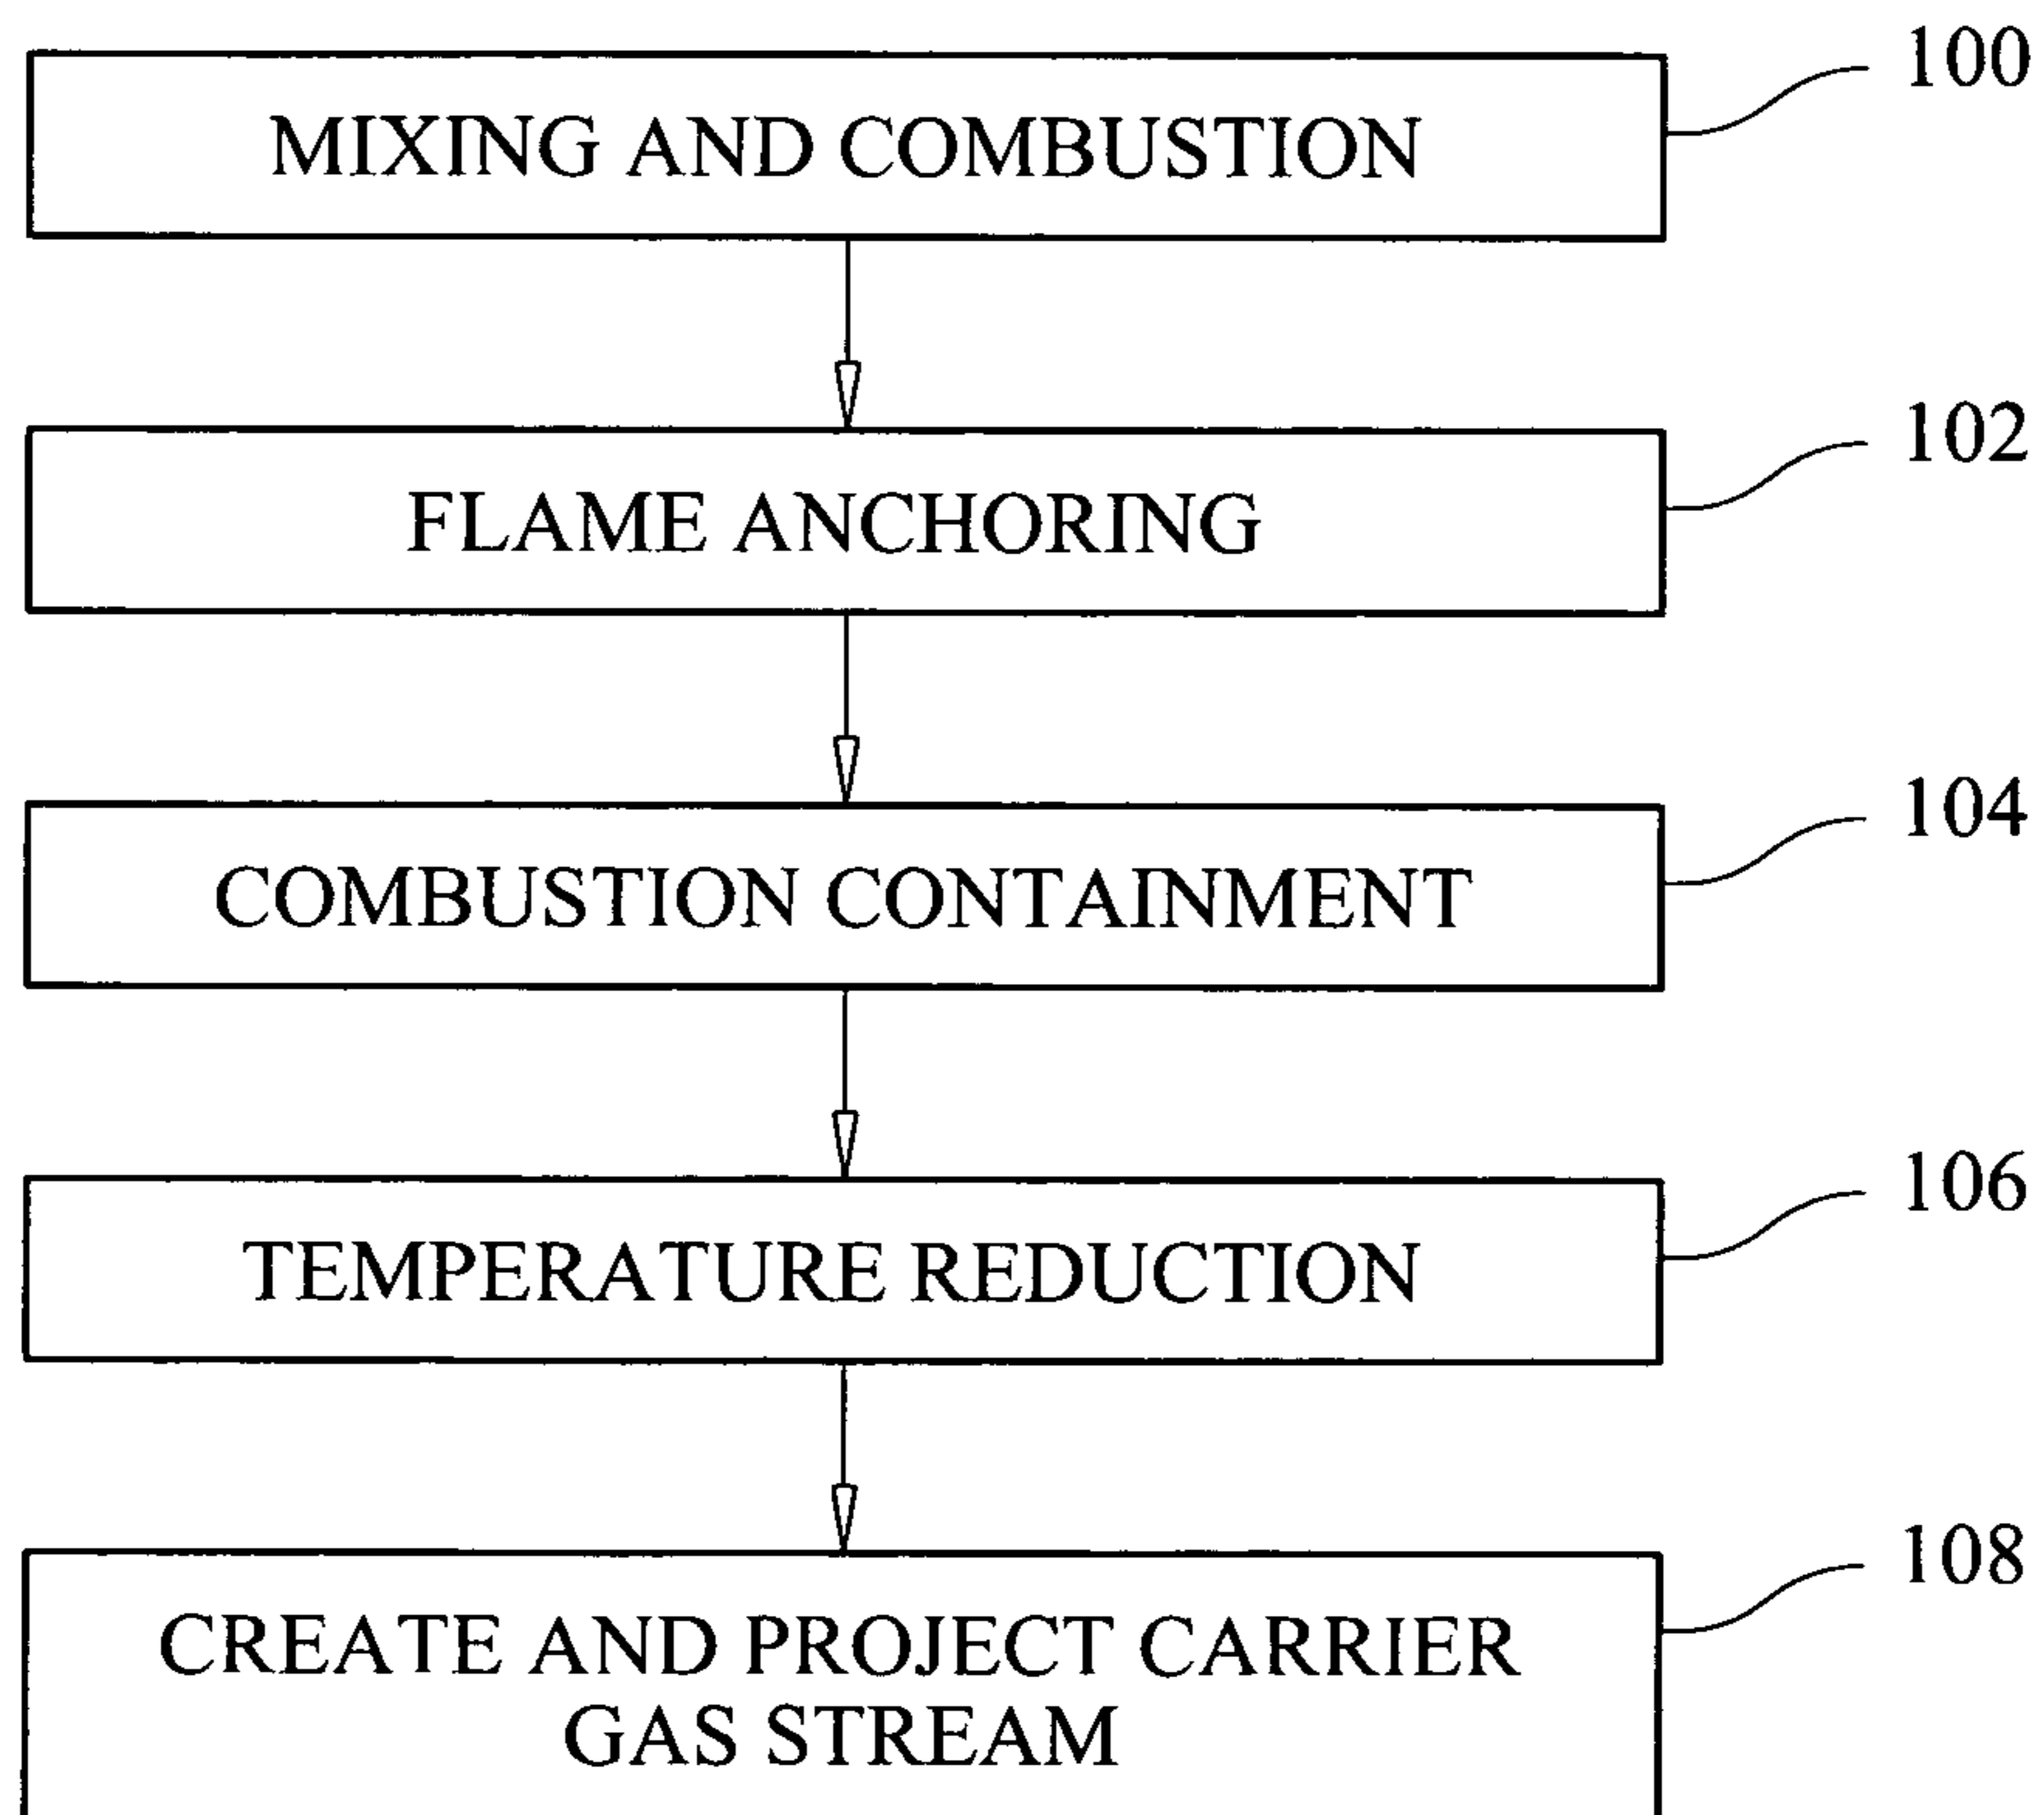 100
MIXING AND COMBUSTION
102
FLAME ANCHORING
104
COMBUSTION CONTAINMENT
106
TEMPERATURE REDUCTION
108
CREATE AND PROJECT CARRIER
GAS STREAM